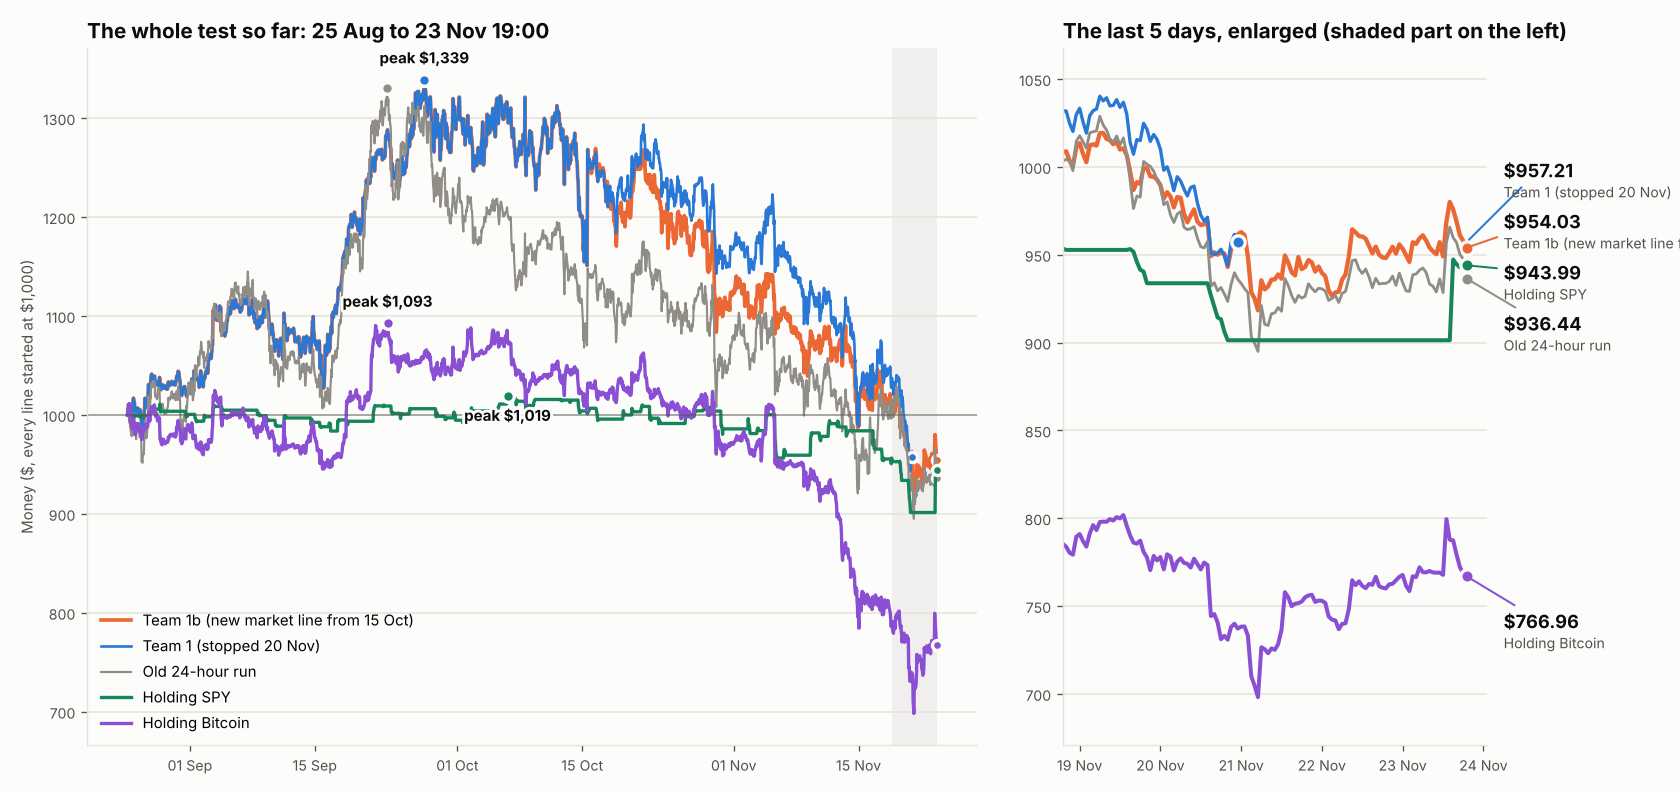 The whole test so far: 25 Aug to 23 Nov 19:00
peak $1,339
peak $1,093
peak $1,019
Money ($, every line started at $1,000)
1300
1200
1100
1000
900
800
700
Team 1b (new market line from 15 Oct)
Team 1 (stopped 20 Nov)
Old 24-hour run
Holding SPY
Holding Bitcoin
01 Sep
15 Sep
01 Oct
15 Oct
01 Nov
15 Nov
The last 5 days, enlarged (shaded part on the left)
1050
1000
950
900
850
800
750
700
$957.21
Team 1 (stopped 20 Nov)
$954.03
Team 1b (new market line f
$943.99
Holding SPY
$936.44
Old 24-hour run
$766.96
Holding Bitcoin
19 Nov
20 Nov
21 Nov
22 Nov
23 Nov
24 Nov